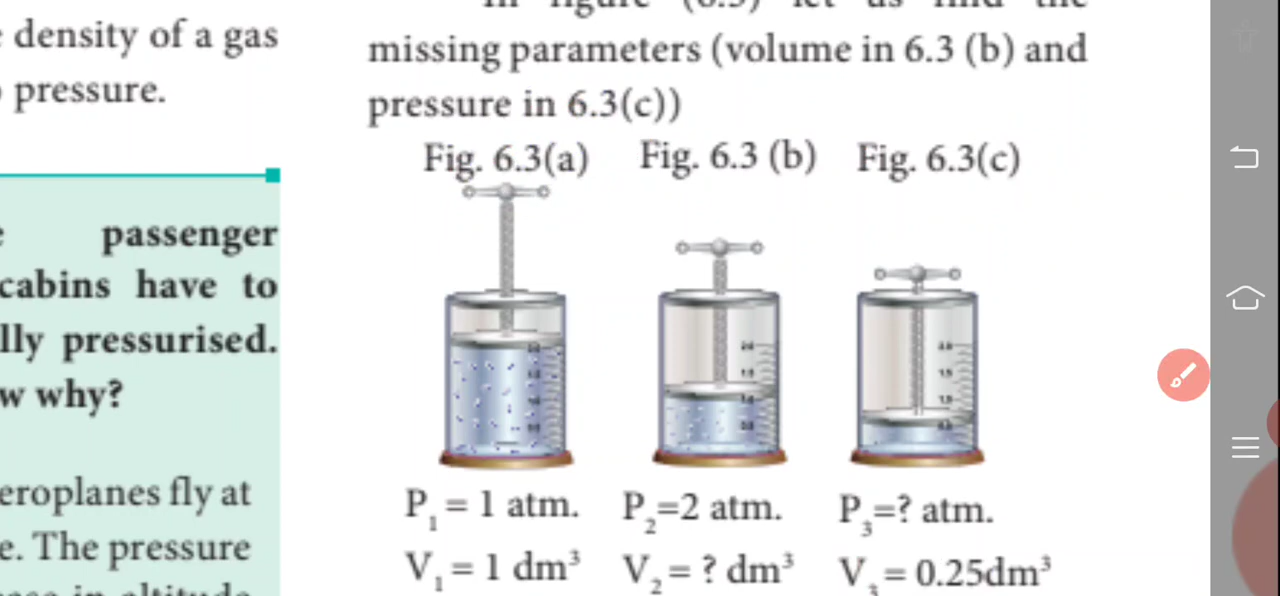 density of a gas
pressure.
passenger
cabins have to
lly pressurised.
w why?
eroplanes fly at
e. The pressure
missing parameters (volume in 6.3 (b) and
pressure in 6.3(c))
Fig. 6.3(a) Fig. 6.3 (b) Fig. 6.3(c)
P₁ = 1 atm. P₂=2 atm. P₃=? atm.
V₁ = 1 dm³ V₂= ? dm³ V₃ = 0.25dm³